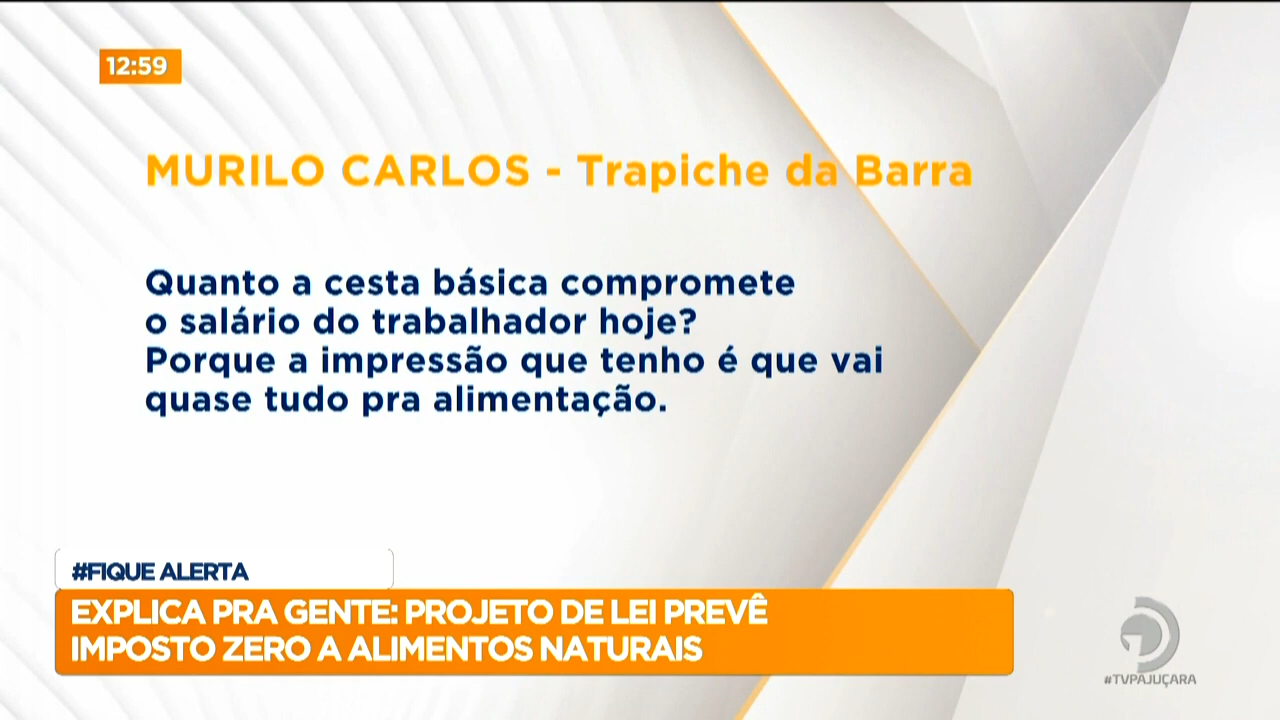 12:59
MURILO CARLOS - Trapiche da Barra
Quanto a cesta básica compromete
o salário do trabalhador hoje?
Porque a impressão que tenho é que vai
quase tudo pra alimentação.
#FIQUE ALERTA
EXPLICA PRA GENTE: PROJETO DE LEI PREVÊ
IMPOSTO ZERO A ALIMENTOS NATURAIS
#TVPAJUÇARA